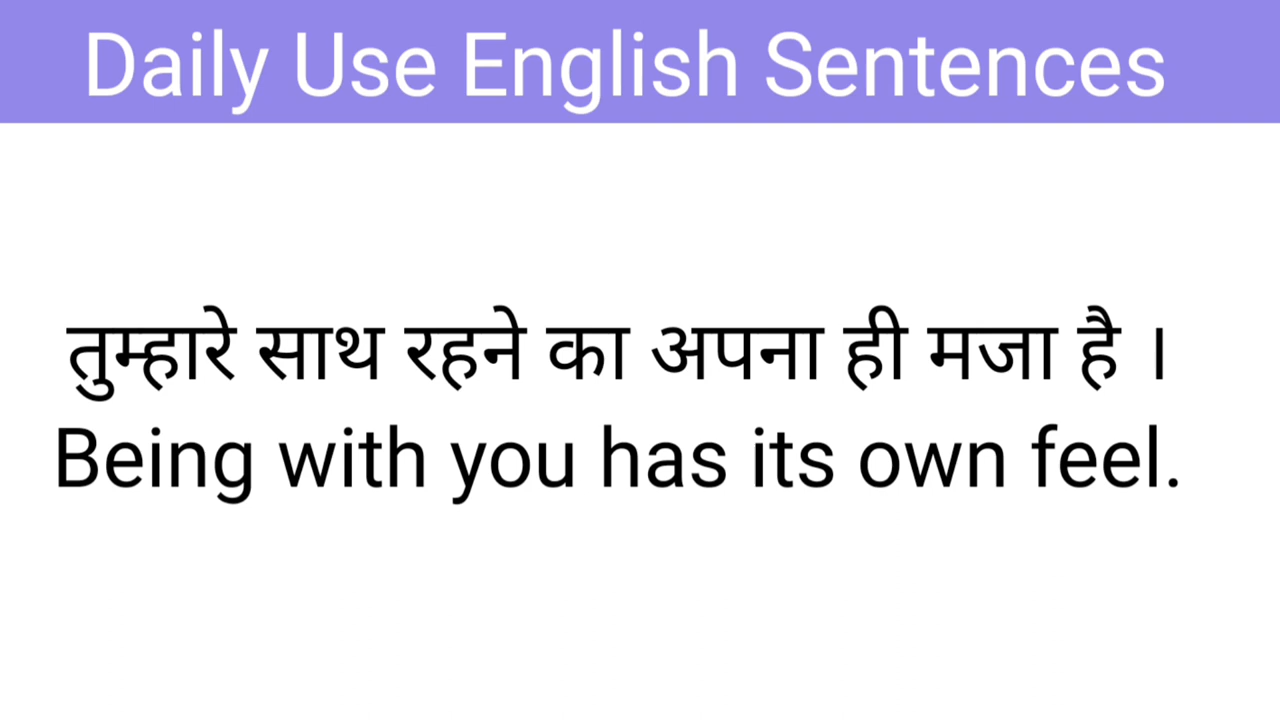 Daily Use English Sentences
तुम्हारे साथ रहने का अपना ही मजा है ।
Being with you has its own feel.